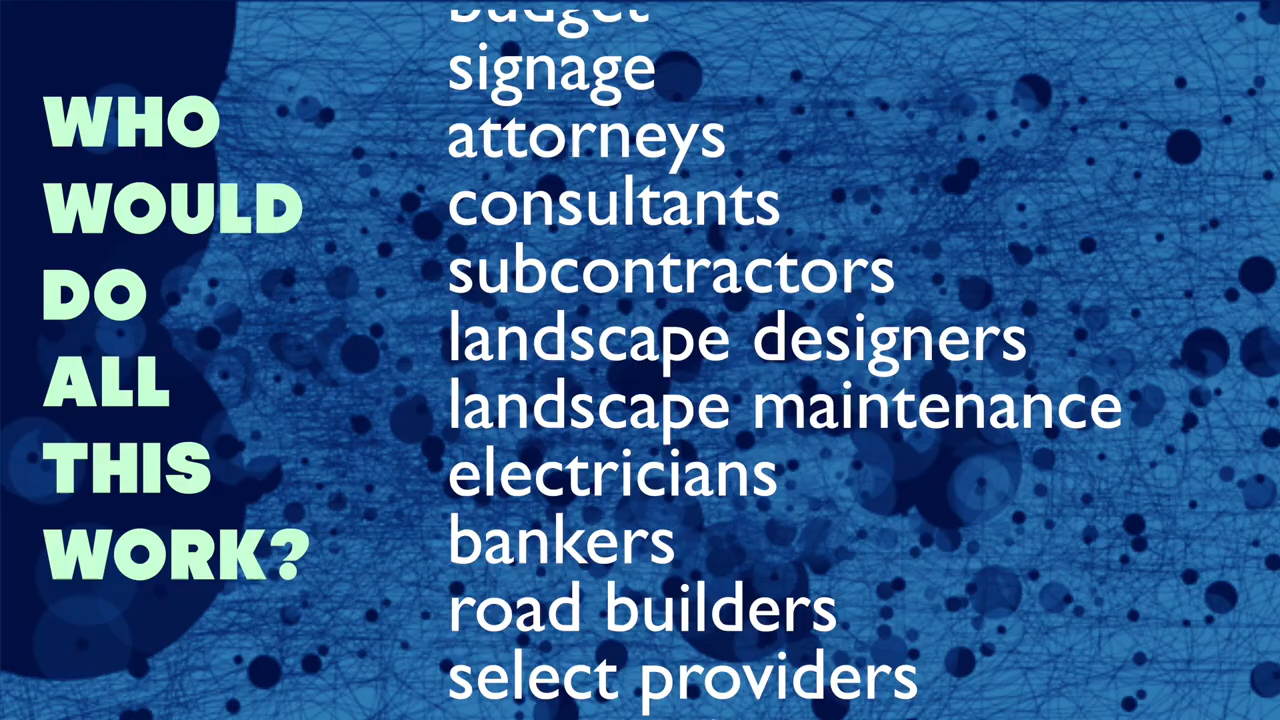 WHO
WOULD
DO
ALL
THIS
WORK?
budget
signage
attorneys
consultants
subcontractors
landscape designers
landscape maintenance
electricians
bankers
road builders
select providers